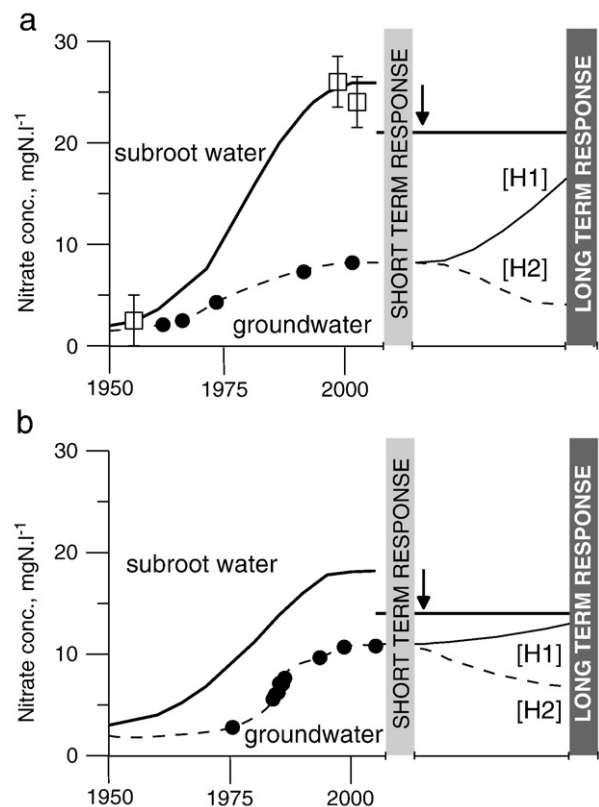 a
Nitrate conc., mgN.l-1
30
20
10
0
1950
1975
2000
subroot water
groundwater
SHORT TERM RESPONSE
[H1]
[H2]
LONG TERM RESPONSE
b
Nitrate conc., mgN.l-1
30
20
10
0
1950
1975
2000
subroot water
groundwater
SHORT TERM RESPONSE
[H1]
[H2]
LONG TERM RESPONSE